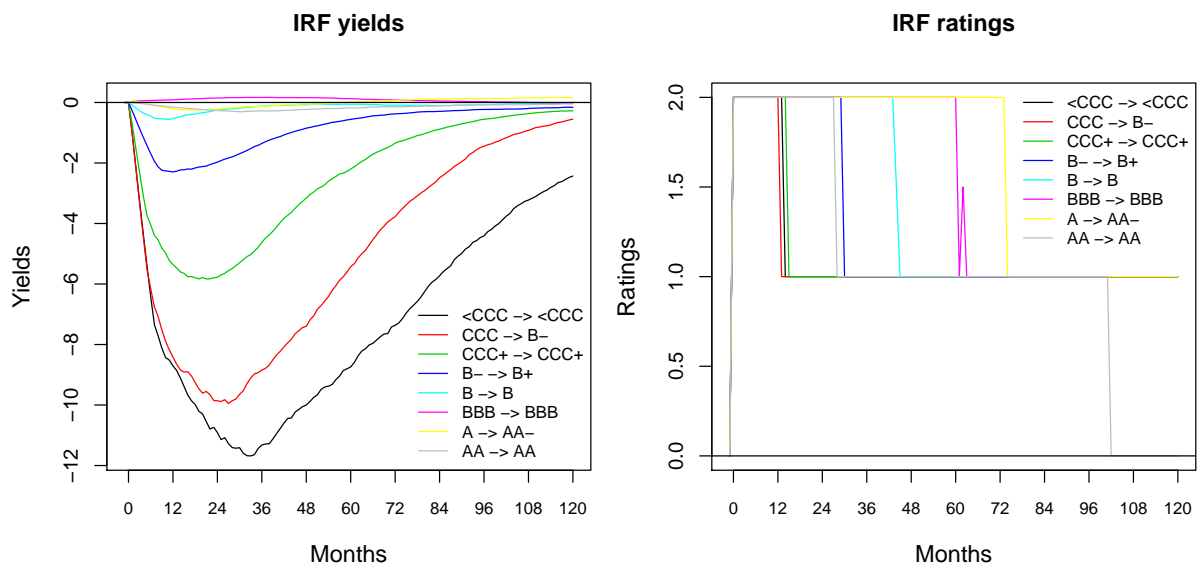 IRF yields
Yields
0
−2
−4
−6
−8
−10
−12
<CCC −> <CCC
CCC −> B−
CCC+ −> CCC+
B− −> B+
B −> B
BBB −> BBB
A −> AA−
AA −> AA
0 12 24 36 48 60 72 84 96 108 120
Months
IRF ratings
Ratings
2.0
1.5
1.0
0.5
0.0
<CCC −> <CCC
CCC −> B−
CCC+ −> CCC+
B− −> B+
B −> B
BBB −> BBB
A −> AA−
AA −> AA
0 12 24 36 48 60 72 84 96 108 120
Months